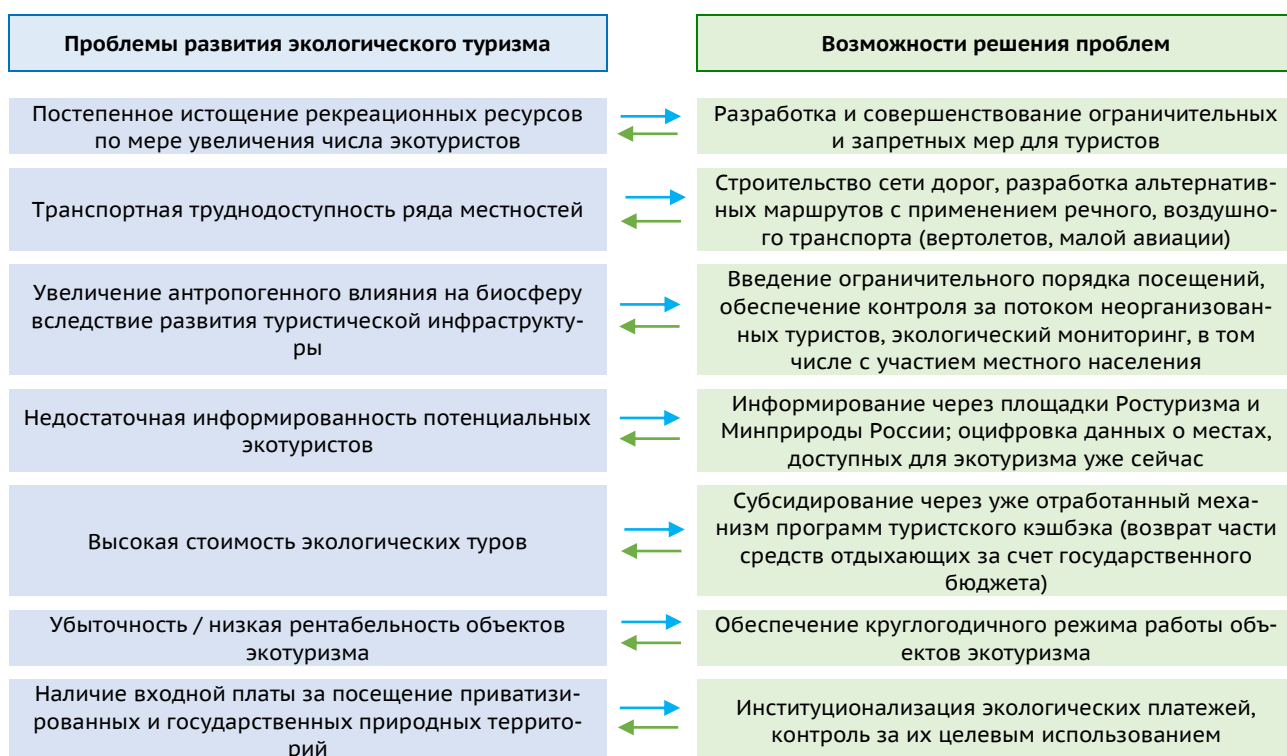 Проблемы развития экологического туризма
Возможности решения проблем
Постепенное истощение рекреационных ресурсов
по мере увеличения числа экотуристов
Разработка и совершенствование ограничительных
и запретных мер для туристов
Транспортная труднодоступность ряда местностей
Строительство сети дорог, разработка альтернатив-
ных маршрутов с применением речного, воздушно-
го транспорта (вертолетов, малой авиации)
Увеличение антропогенного влияния на биосферу
вследствие развития туристической инфраструкту-
ры
Введение ограничительного порядка посещений,
обеспечение контроля за потоком неорганизован-
ных туристов, экологический мониторинг, в том
числе с участием местного населения
Недостаточная информированность потенциальных
экотуристов
Информирование через площадки Ростуризма и
Минприроды России; оцифровка данных о местах,
доступных для экотуризма уже сейчас
Высокая стоимость экологических туров
Субсидирование через уже отработанный меха-
низм программ туристского кэшбэка (возврат части
средств отдыхающих за счет государственного
бюджета)
Убыточность / низкая рентабельность объектов
экотуризма
Обеспечение круглогодичного режима работы объ-
ектов экотуризма
Наличие входной платы за посещение приватизи-
рованных и государственных природных террито-
рий
Институционализация экологических платежей,
контроль за их целевым использованием